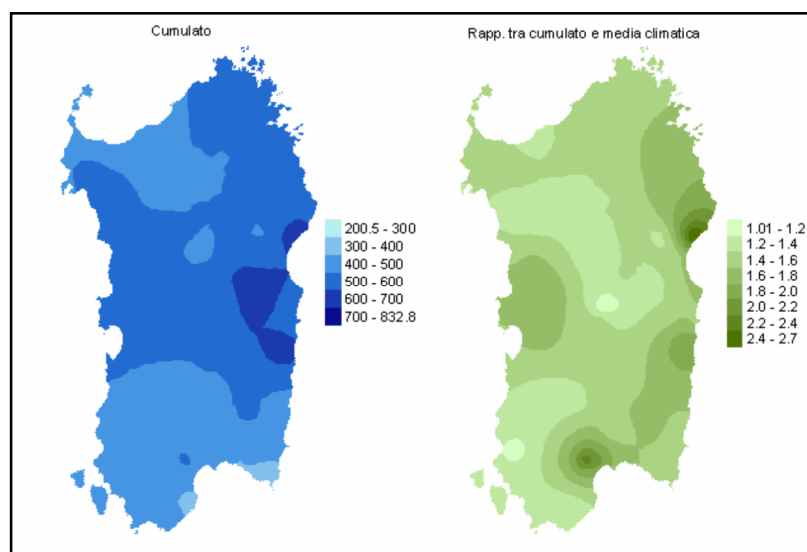 Cumulato
200.5 - 300
300 - 400
400 - 500
500 - 600
600 - 700
700 - 832.8
Rapp. tra cumulato e media climatica
1.01 - 1.2
1.2 - 1.4
1.4 - 1.6
1.6 - 1.8
1.8 - 2.0
2.0 - 2.2
2.2 - 2.4
2.4 - 2.7